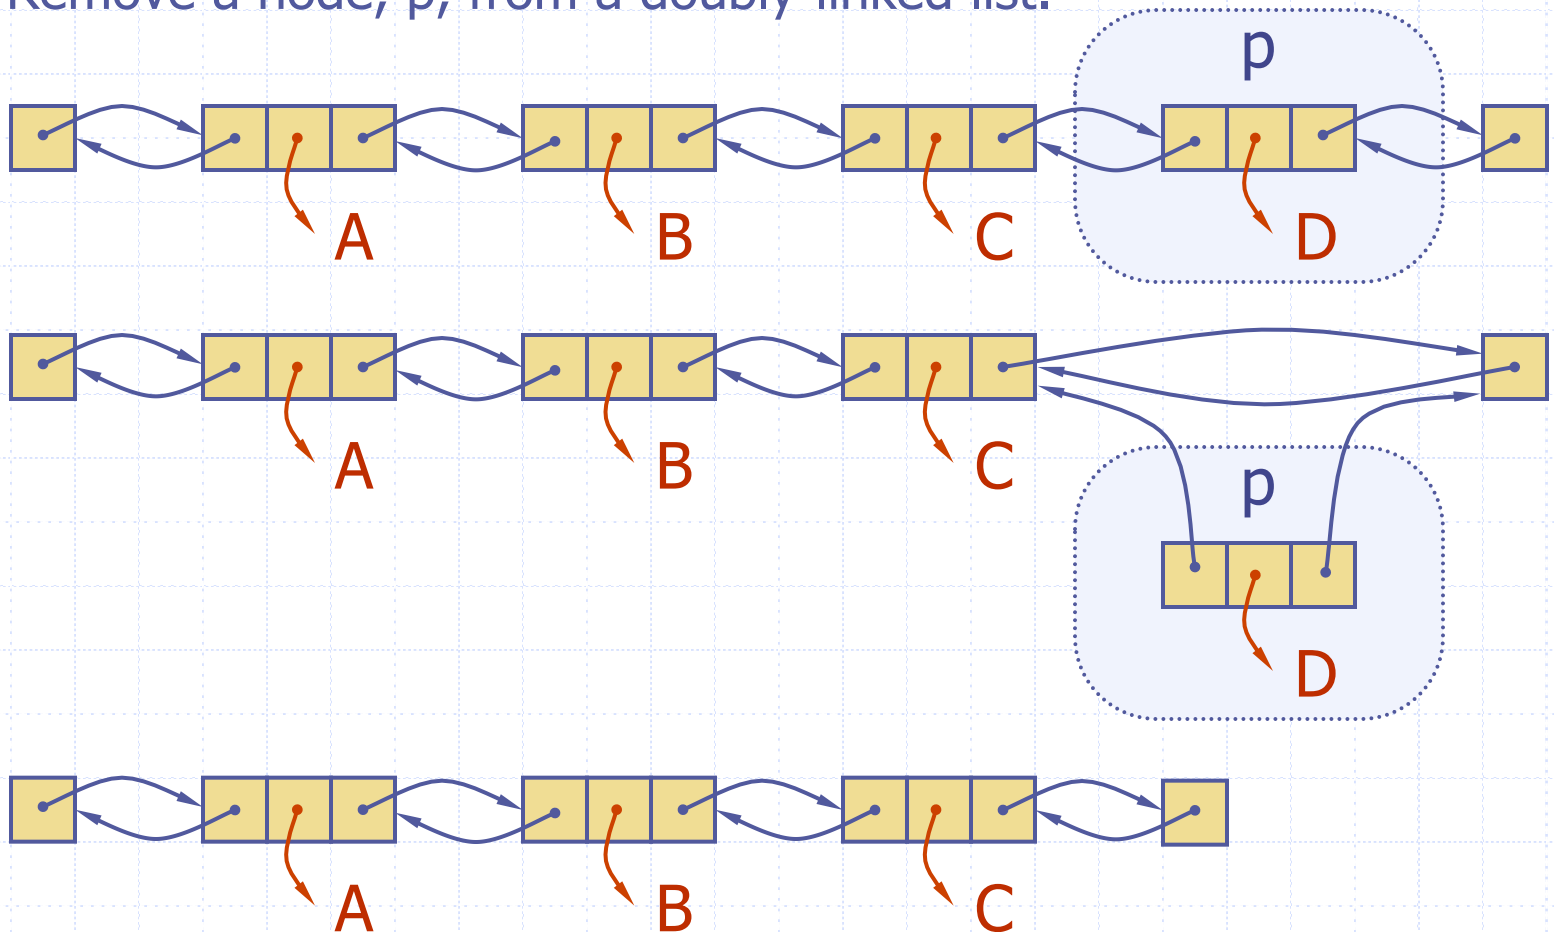 Remove a node, p, from a doubly-linked list.
p
A B C D
p
A B C
D
A B C